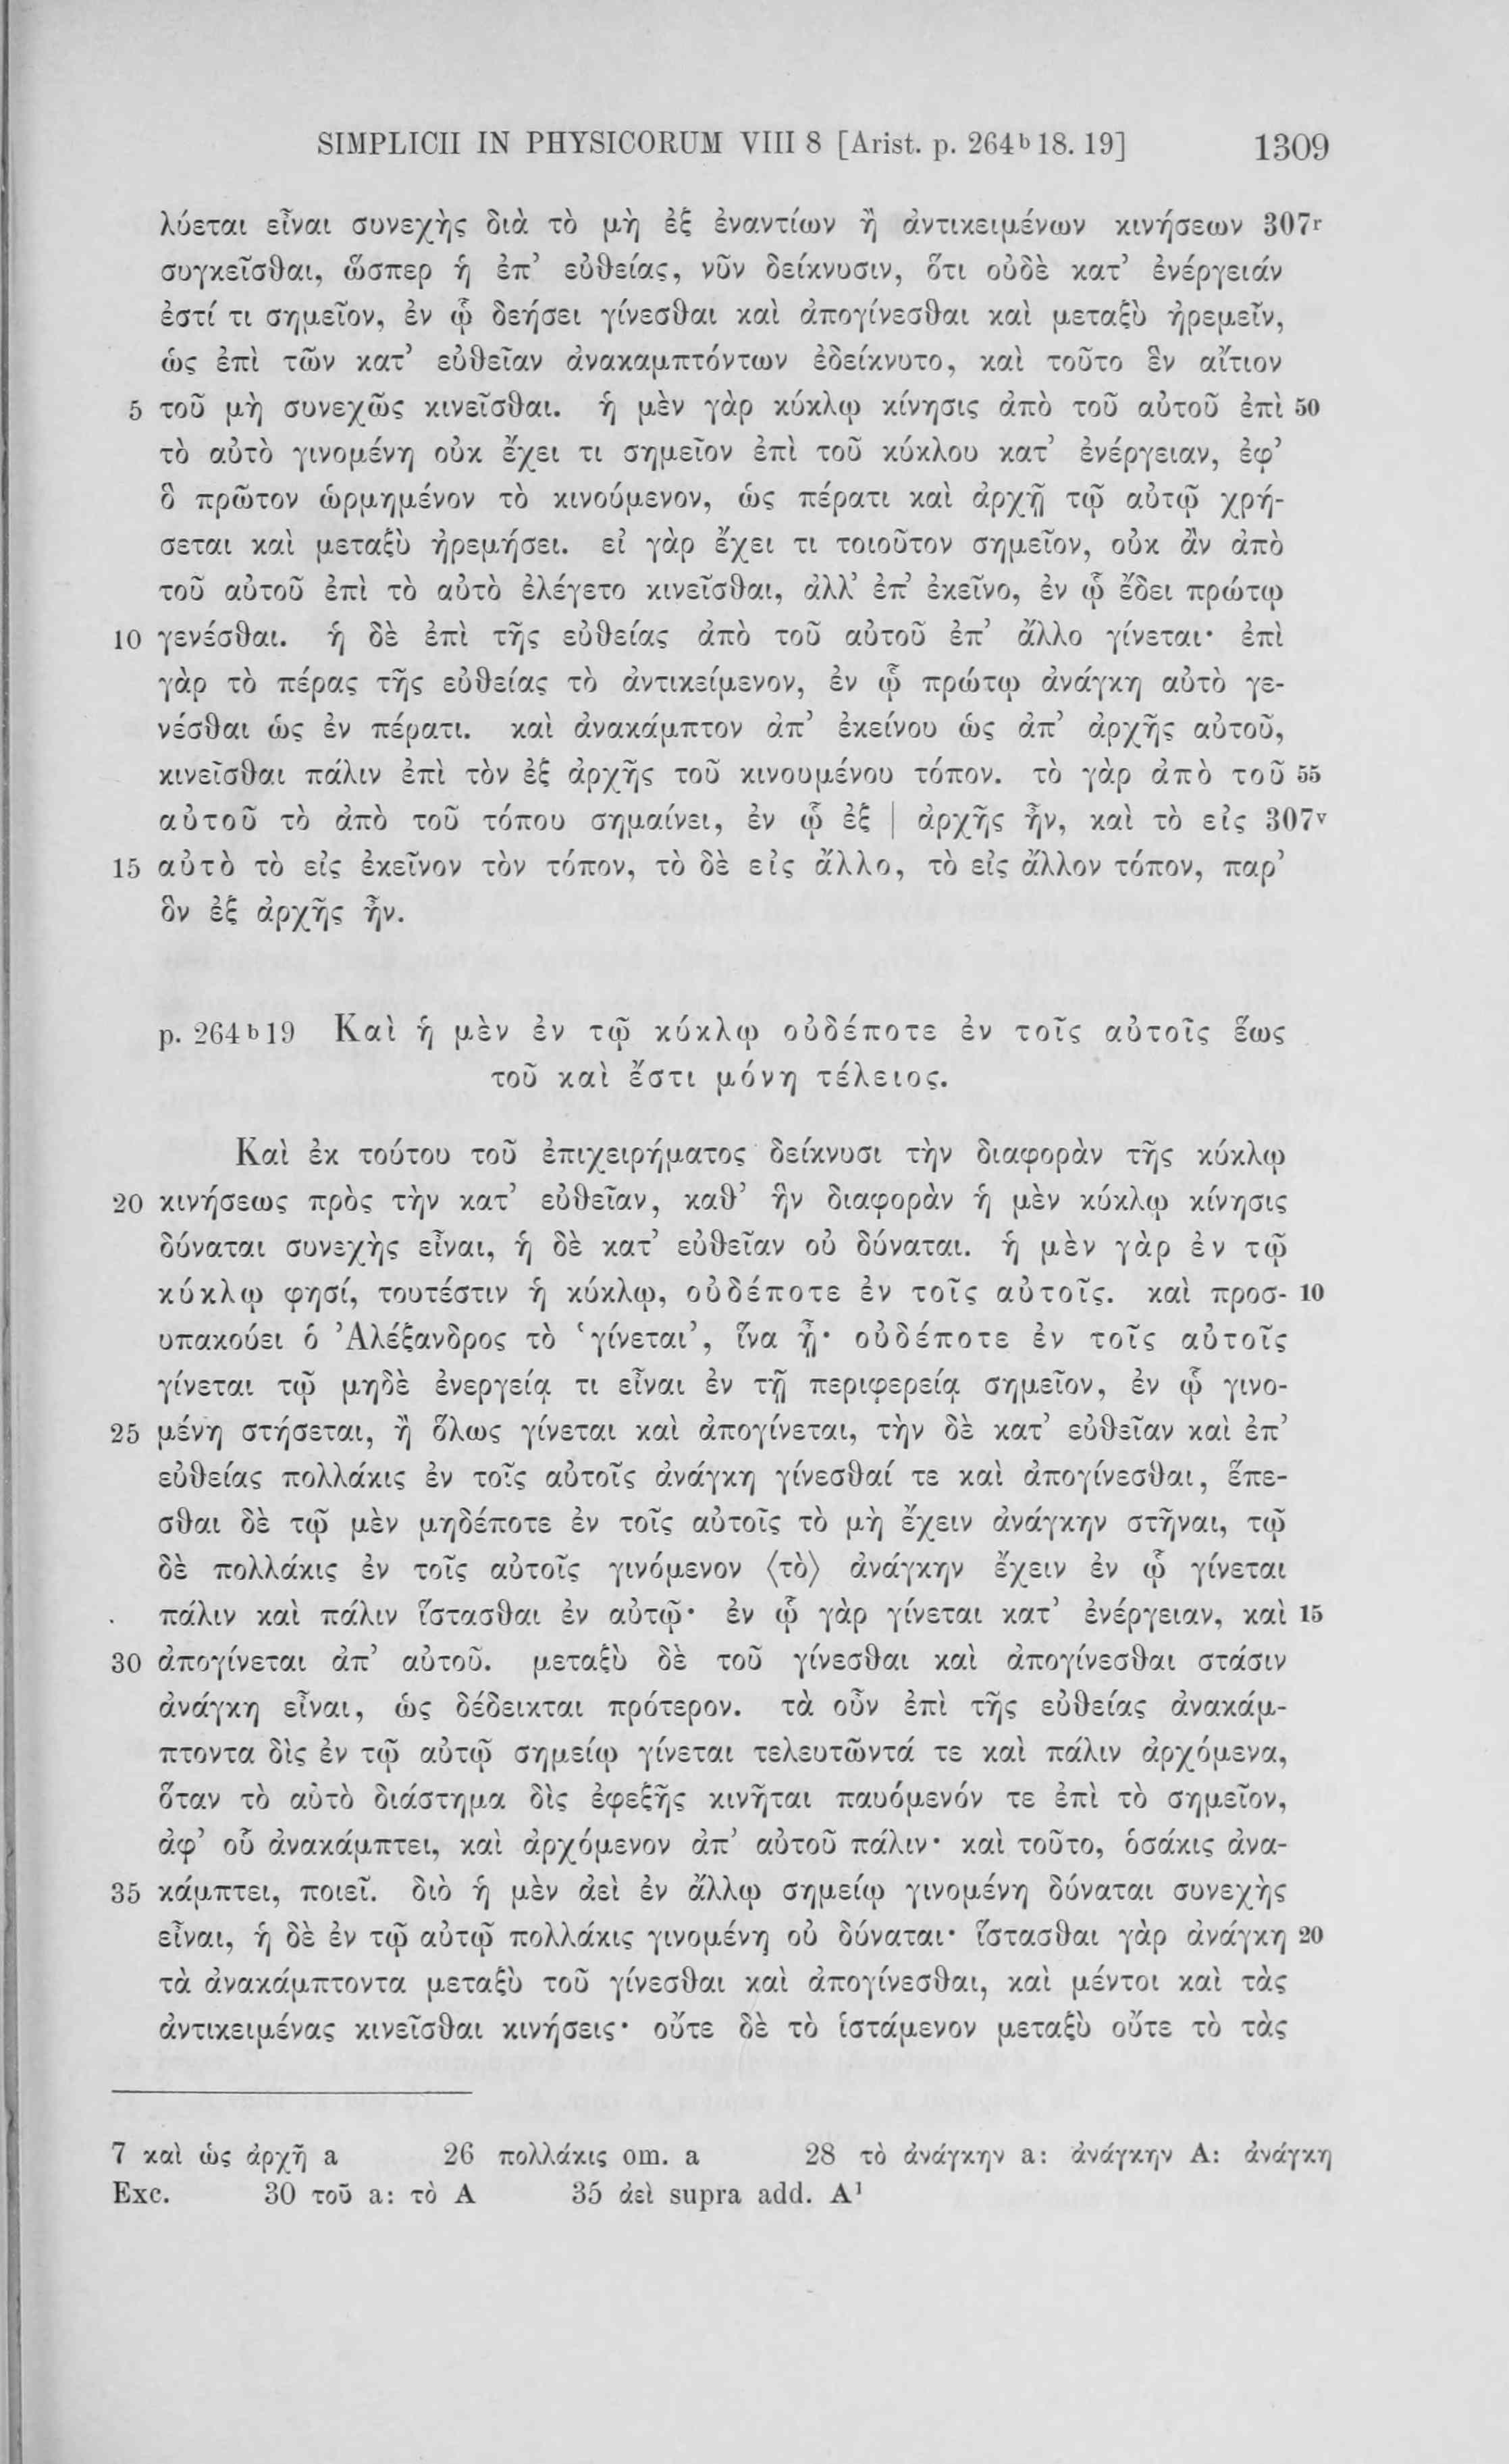 SIMPLICII IN PHYSICORUM VIII 8 [Arist. p. 264ᵇ18. 19] 1309
λύεται εἶναι συνεχὴς διὰ τὸ μὴ ἐξ ἐναντίων ἢ ἀντικειμένων κινήσεων 307ʳ
συγκεῖσθαι, ὥσπερ ἡ ἐπ’ εὐθείας, νῦν δείκνυσιν, ὅτι οὐδὲ κατ’ ἐνέργειάν
ἐστί τι σημεῖον, ἐν ᾧ δεήσει γίνεσθαι καὶ ἀπογίνεσθαι καὶ μεταξὺ ἠρεμεῖν,
ὡς ἐπὶ τῶν κατ’ εὐθεῖαν ἀνακαμπτόντων ἐδείκνυτο, καὶ τοῦτο ἓν αἴτιον
5 τοῦ μὴ συνεχῶς κινεῖσθαι. ἡ μὲν γὰρ κύκλῳ κίνησις ἀπὸ τοῦ αὐτοῦ ἐπὶ 50
τὸ αὐτὸ γινομένη οὐκ ἔχει τι σημεῖον ἐπὶ τοῦ κύκλου κατ’ ἐνέργειαν, ἐφ’
ὃ πρῶτον ὡρμημένον τὸ κινούμενον, ὡς πέρατι καὶ ἀρχῇ τῷ αὐτῷ χρή-
σεται καὶ μεταξὺ ἠρεμήσει. εἰ γὰρ ἔχει τι τοιοῦτον σημεῖον, οὐκ ἂν ἀπὸ
τοῦ αὐτοῦ ἐπὶ τὸ αὐτὸ ἐλέγετο κινεῖσθαι, ἀλλ’ ἐπ’ ἐκεῖνο, ἐν ᾧ ἔδει πρώτῳ
10 γενέσθαι. ἡ δὲ ἐπὶ τῆς εὐθείας ἀπὸ τοῦ αὐτοῦ ἐπ’ ἄλλο γίνεται· ἐπὶ
γὰρ τὸ πέρας τῆς εὐθείας τὸ ἀντικείμενον, ἐν ᾧ πρώτῳ ἀνάγκη αὐτὸ γε-
νέσθαι ὡς ἐν πέρατι. καὶ ἀνακάμπτον ἀπ’ ἐκείνου ὡς ἀπ’ ἀρχῆς αὐτοῦ,
κινεῖσθαι πάλιν ἐπὶ τὸν ἐξ ἀρχῆς τοῦ κινουμένου τόπον. τὸ γὰρ ἀπὸ τοῦ 55
αὐτοῦ τὸ ἀπὸ τοῦ τόπου σημαίνει, ἐν ᾧ ἐξ | ἀρχῆς ἦν, καὶ τὸ εἰς 307ᵛ
15 αὐτὸ τὸ εἰς ἐκεῖνον τὸν τόπον, τὸ δὲ εἰς ἄλλο, τὸ εἰς ἄλλον τόπον, παρ’
ὃν ἐξ ἀρχῆς ἦν.
p. 264ᵇ19 Καὶ ἡ μὲν ἐν τῷ κύκλῳ οὐδέποτε ἐν τοῖς αὐτοῖς ἕως
τοῦ καὶ ἔστι μόνη τέλειος.
Καὶ ἐκ τούτου τοῦ ἐπιχειρήματος δείκνυσι τὴν διαφορὰν τῆς κύκλῳ
20 κινήσεως πρὸς τὴν κατ’ εὐθεῖαν, καθ’ ἣν διαφορὰν ἡ μὲν κύκλῳ κίνησις
δύναται συνεχὴς εἶναι, ἡ δὲ κατ’ εὐθεῖαν οὐ δύναται. ἡ μὲν γὰρ ἐν τῷ
κύκλῳ φησί, τουτέστιν ἡ κύκλῳ, οὐδέποτε ἐν τοῖς αὐτοῖς. καὶ προσ- 10
υπακούει ὁ Ἀλέξανδρος τὸ ‘γίνεται’, ἵνα ᾖ· οὐδέποτε ἐν τοῖς αὐτοῖς
γίνεται τῷ μηδὲ ἐνεργείᾳ τι εἶναι ἐν τῇ περιφερείᾳ σημεῖον, ἐν ᾧ γινο-
25 μένη στήσεται, ἢ ὅλως γίνεται καὶ ἀπογίνεται, τὴν δὲ κατ’ εὐθεῖαν καὶ ἐπ’
εὐθείας πολλάκις ἐν τοῖς αὐτοῖς ἀνάγκη γίνεσθαί τε καὶ ἀπογίνεσθαι, ἕπε-
σθαι δὲ τῷ μὲν μηδέποτε ἐν τοῖς αὐτοῖς τὸ μὴ ἔχειν ἀνάγκην στῆναι, τῷ
δὲ πολλάκις ἐν τοῖς αὐτοῖς γινόμενον ⟨τὸ⟩ ἀνάγκην ἔχειν ἐν ᾧ γίνεται
πάλιν καὶ πάλιν ἵστασθαι ἐν αὐτῷ· ἐν ᾧ γὰρ γίνεται κατ’ ἐνέργειαν, καὶ 15
30 ἀπογίνεται ἀπ’ αὐτοῦ. μεταξὺ δὲ τοῦ γίνεσθαι καὶ ἀπογίνεσθαι στάσιν
ἀνάγκη εἶναι, ὡς δέδεικται πρότερον. τὰ οὖν ἐπὶ τῆς εὐθείας ἀνακάμ-
πτοντα δὶς ἐν τῷ αὐτῷ σημείῳ γίνεται τελευτῶντά τε καὶ πάλιν ἀρχόμενα,
ὅταν τὸ αὐτὸ διάστημα δὶς ἐφεξῆς κινῆται παυόμενόν τε ἐπὶ τὸ σημεῖον,
ἀφ’ οὗ ἀνακάμπτει, καὶ ἀρχόμενον ἀπ’ αὐτοῦ πάλιν· καὶ τοῦτο, ὁσάκις ἀνα-
35 κάμπτει, ποιεῖ. διὸ ἡ μὲν ἀεὶ ἐν ἄλλῳ σημείῳ γινομένη δύναται συνεχὴς
εἶναι, ἡ δὲ ἐν τῷ αὐτῷ πολλάκις γινομένη οὐ δύναται· ἵστασθαι γὰρ ἀνάγκη 20
τὰ ἀνακάμπτοντα μεταξὺ τοῦ γίνεσθαι καὶ ἀπογίνεσθαι, καὶ μέντοι καὶ τὰς
ἀντικειμένας κινεῖσθαι κινήσεις· οὔτε δὲ τὸ ἱστάμενον μεταξὺ οὔτε τὸ τὰς
7 καὶ ὡς ἀρχῇ a 26 πολλάκις om. a 28 τὸ ἀνάγκην a: ἀνάγκην A: ἀνάγκη
Exc. 30 τοῦ a: τὸ A 35 ἀεὶ supra add. A¹